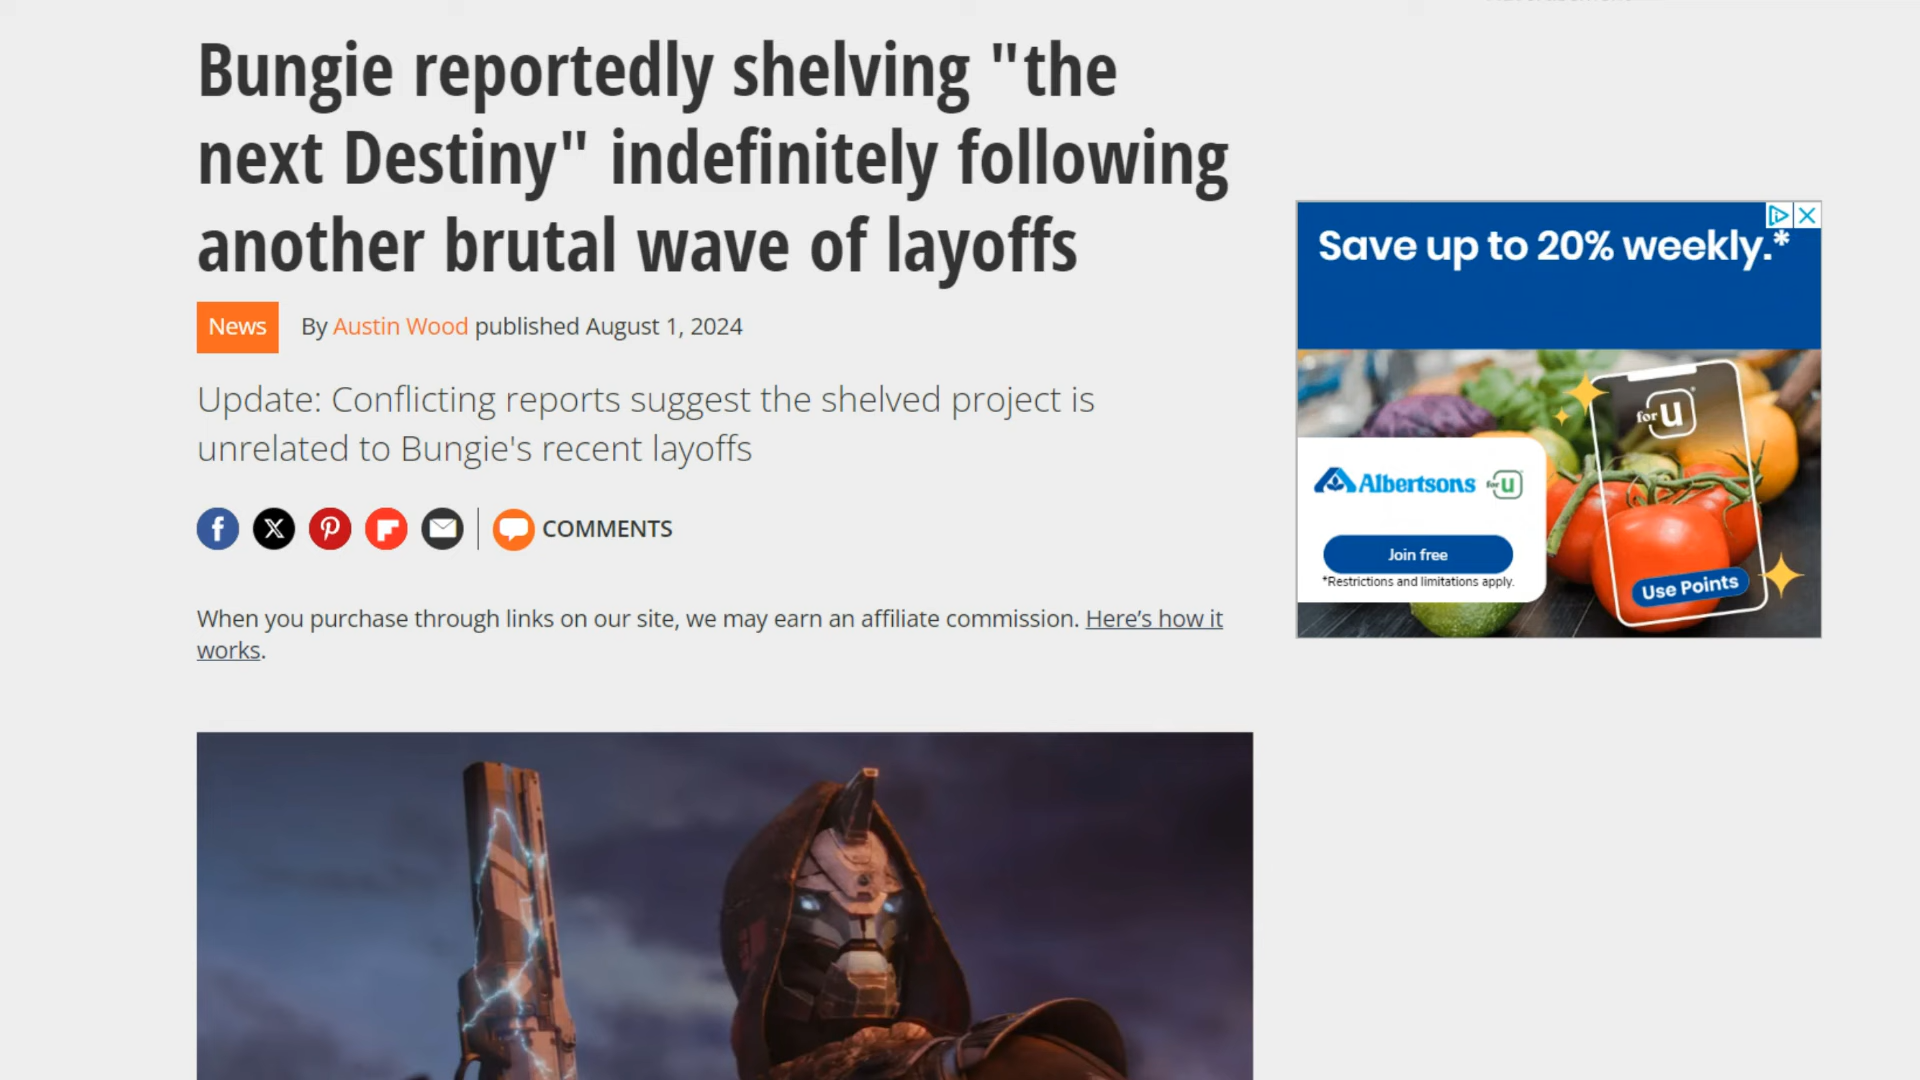 Bungie reportedly shelving "the
next Destiny" indefinitely following
another brutal wave of layoffs
News
By Austin Wood published August 1, 2024
Update: Conflicting reports suggest the shelved project is
unrelated to Bungie's recent layoffs
COMMENTS
When you purchase through links on our site, we may earn an affiliate commission. Here’s how it
works.
Save up to 20% weekly.*
for U
Albertsons for U
Join free
*Restrictions and limitations apply.
Use Points